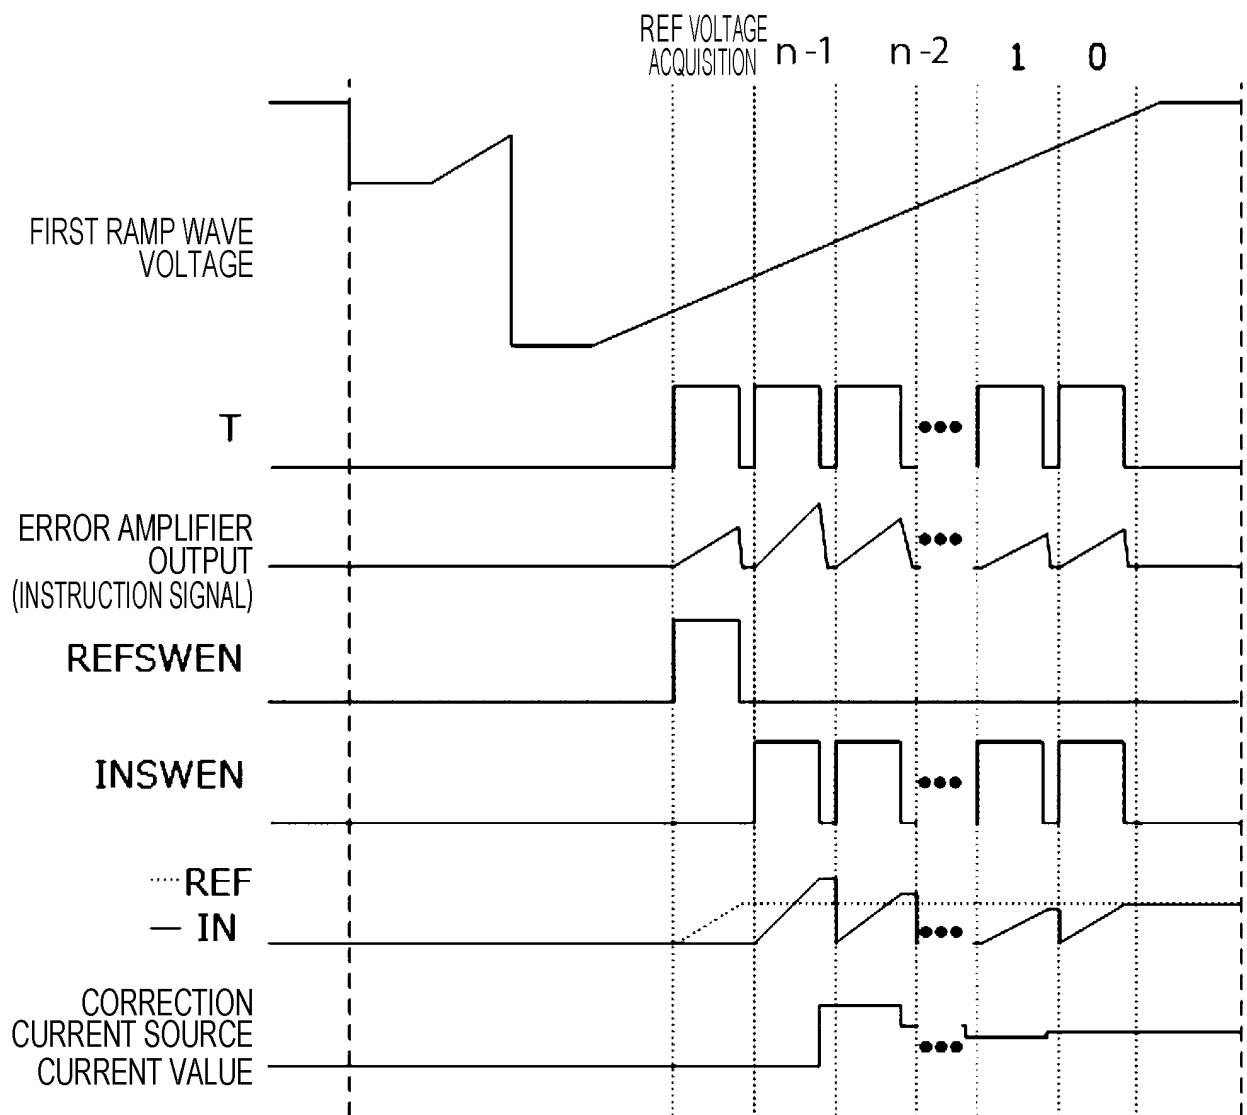 REF VOLTAGE
ACQUISITION
n-1
n-2
1
0
FIRST RAMP WAVE
VOLTAGE
T
ERROR AMPLIFIER
OUTPUT
(INSTRUCTION SIGNAL)
REFSWEN
INSWEN
REF
IN
CORRECTION
CURRENT SOURCE
CURRENT VALUE